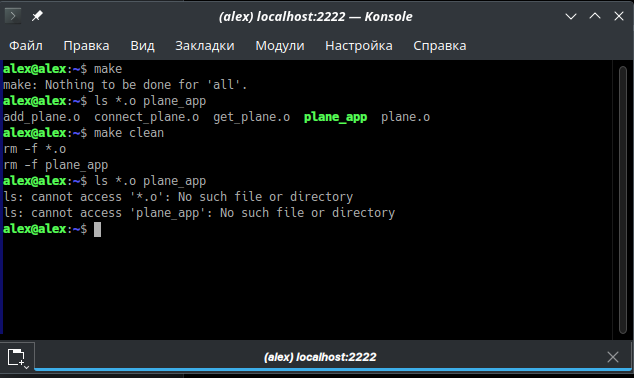 (alex) localhost:2222 — Konsole
Файл Правка Вид Закладки Модули Настройка Справка
alex@alex:~$ make
make: Nothing to be done for 'all'.
alex@alex:~$ ls *.o plane_app
add_plane.o connect_plane.o get_plane.o plane_app plane.o
alex@alex:~$ make clean
rm -f *.o
rm -f plane_app
alex@alex:~$ ls *.o plane_app
ls: cannot access '*.o': No such file or directory
ls: cannot access 'plane_app': No such file or directory
alex@alex:~$
(alex) localhost:2222